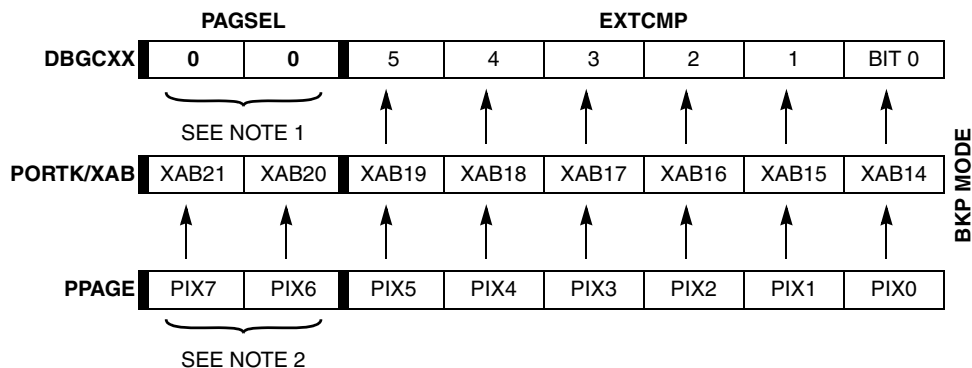 PAGSEL EXTCMP
DBGCXX 0 0 5 4 3 2 1 BIT 0
SEE NOTE 1
PORTK/XAB XAB21 XAB20 XAB19 XAB18 XAB17 XAB16 XAB15 XAB14
BKP MODE
PPAGE PIX7 PIX6 PIX5 PIX4 PIX3 PIX2 PIX1 PIX0
SEE NOTE 2